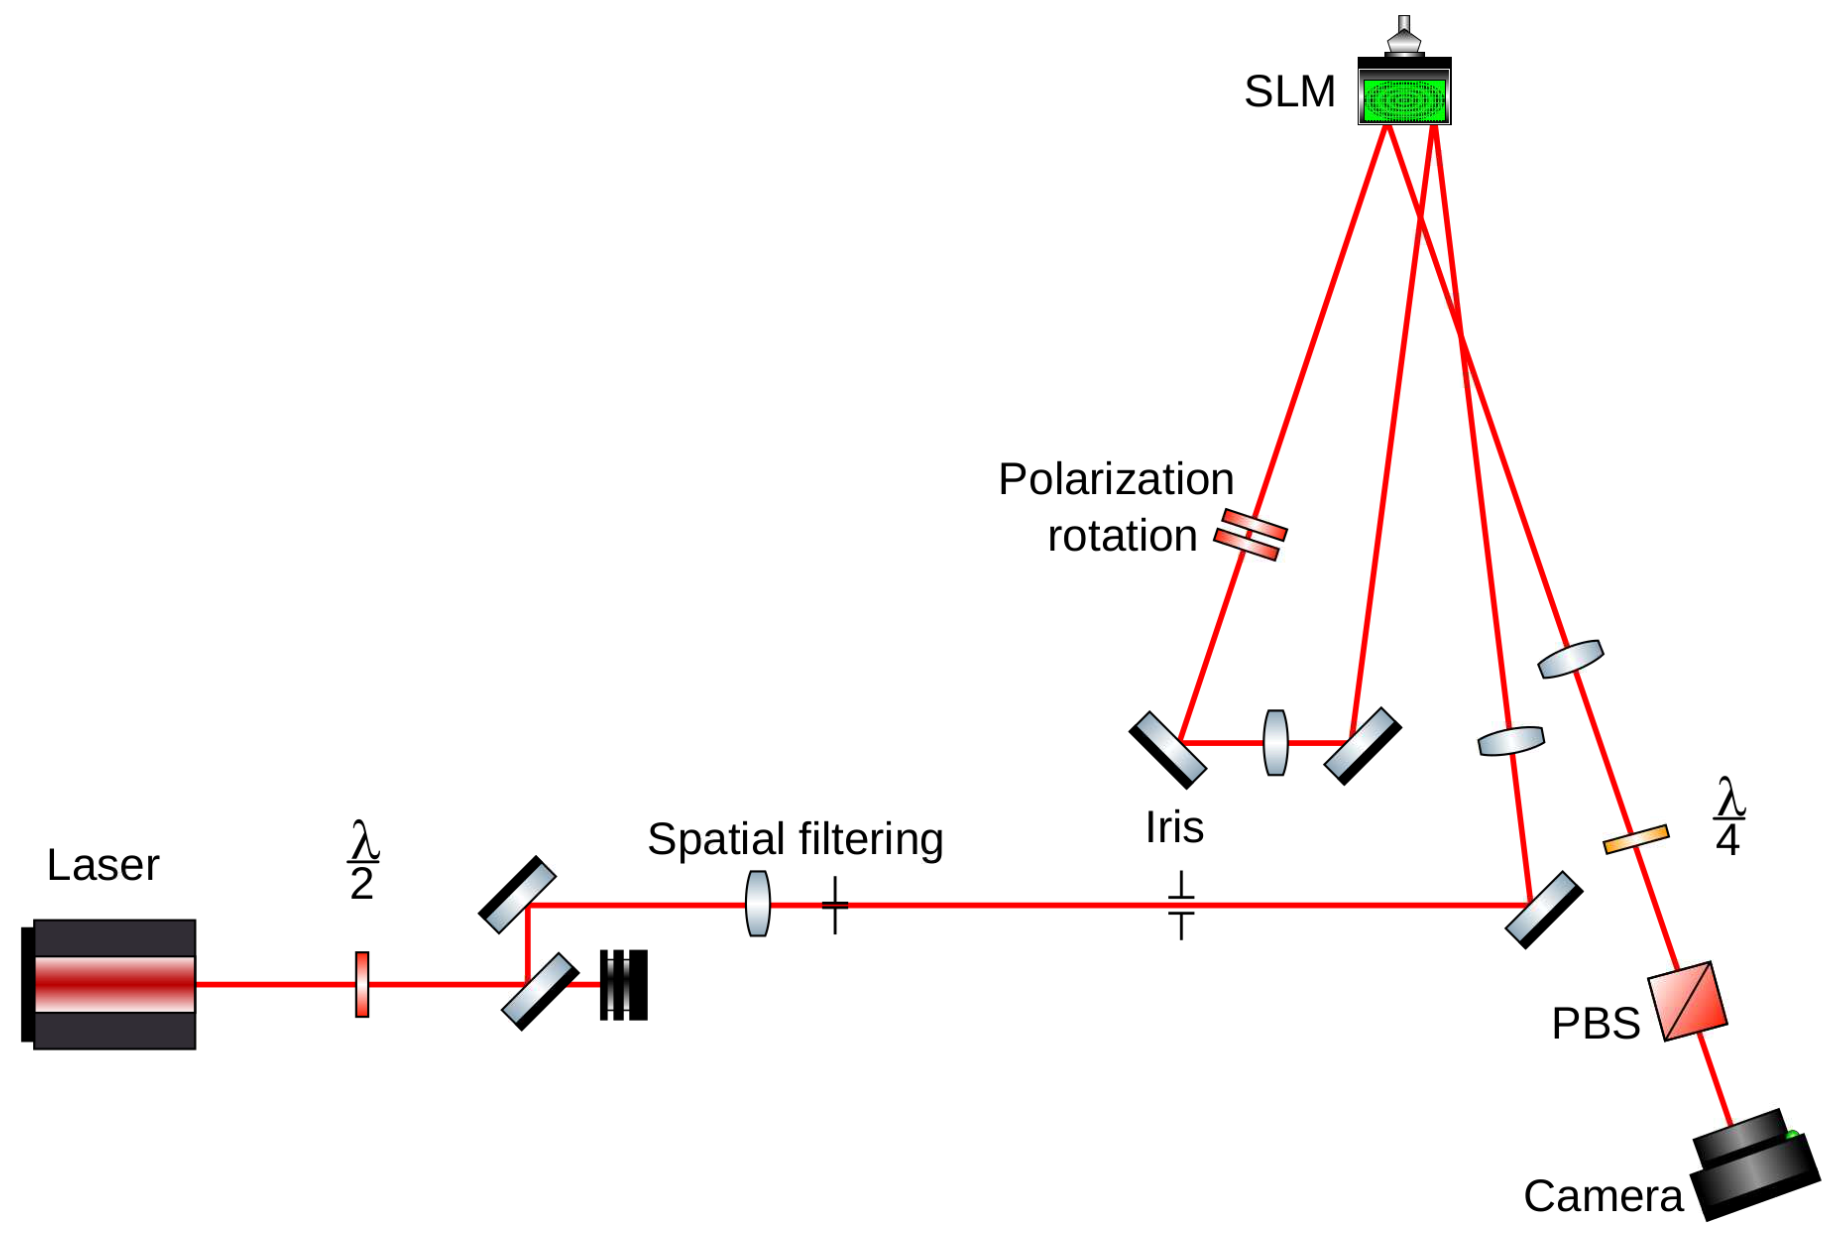 SLM
Polarization
rotation
λ
4
Iris
Spatial filtering
λ
2
Laser
PBS
Camera